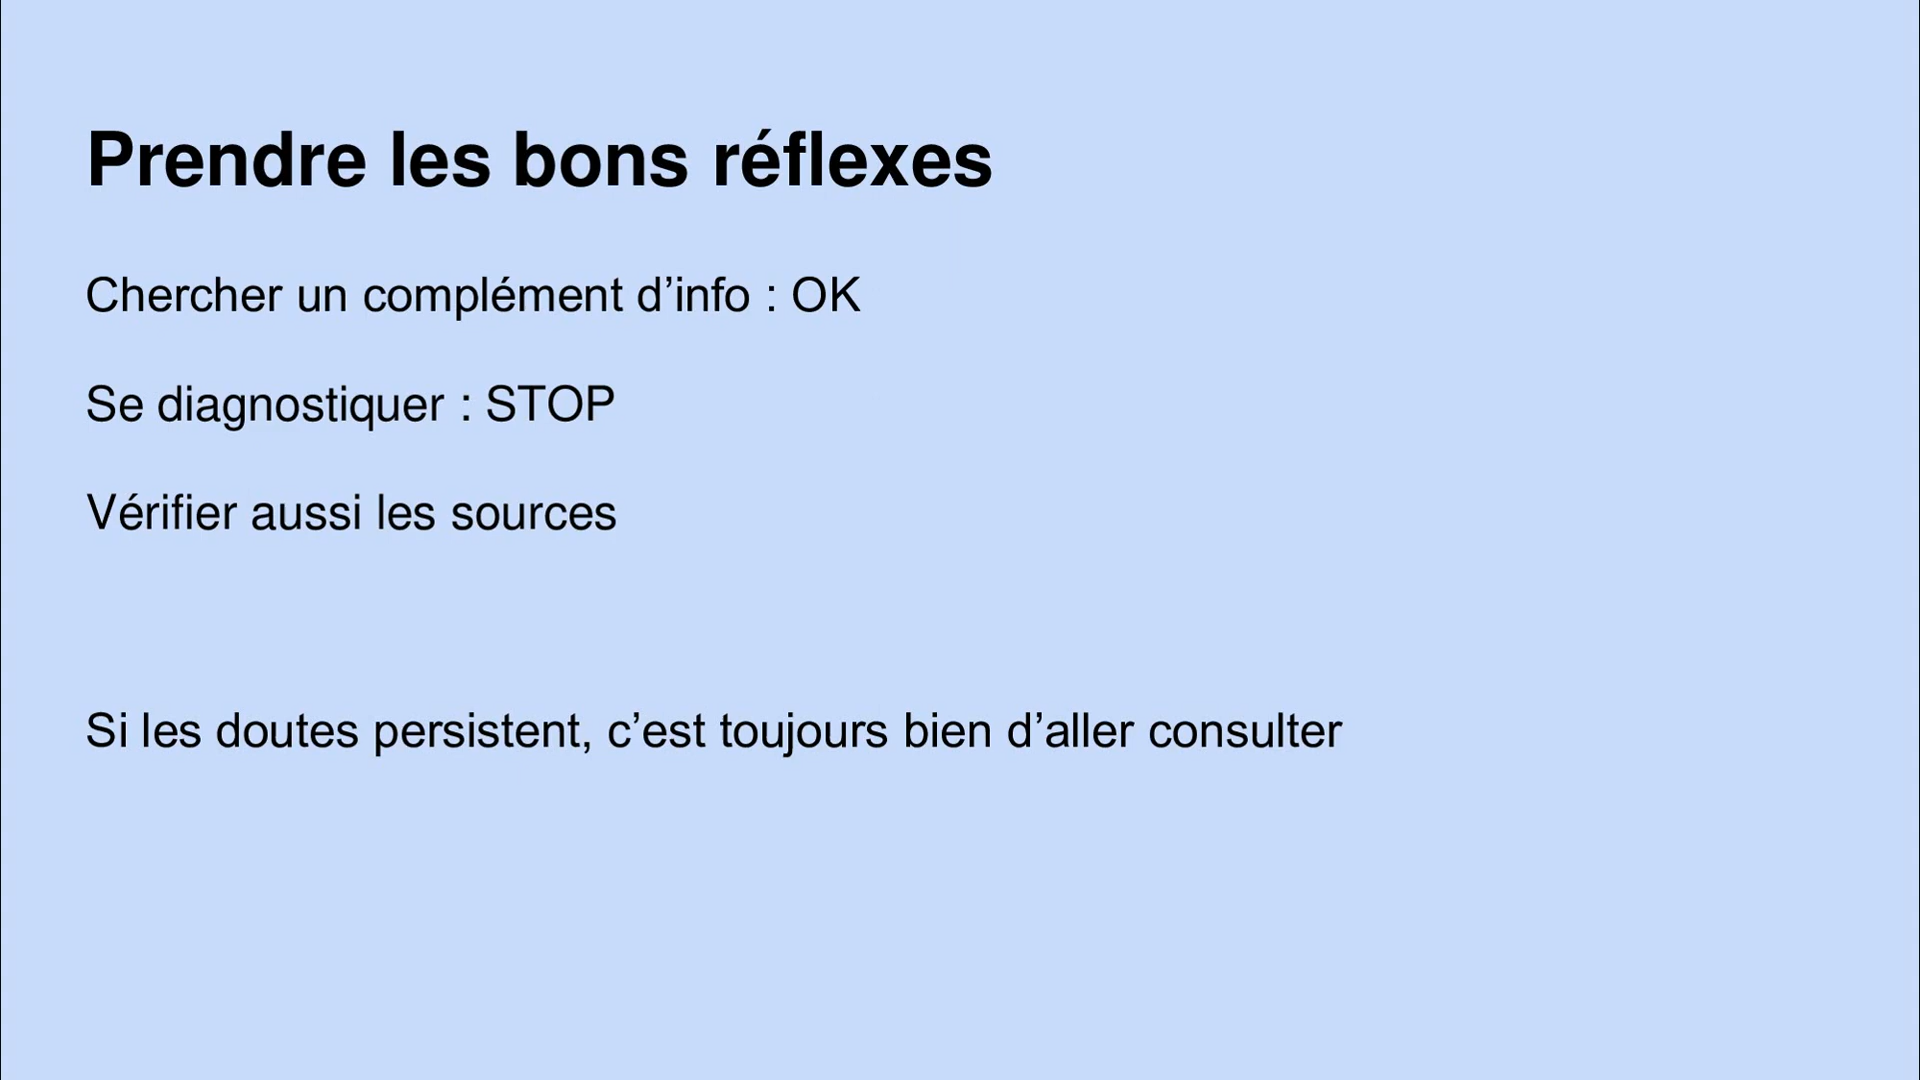 Prendre les bons réflexes
Chercher un complément d’info : OK
Se diagnostiquer : STOP
Vérifier aussi les sources
Si les doutes persistent, c’est toujours bien d’aller consulter